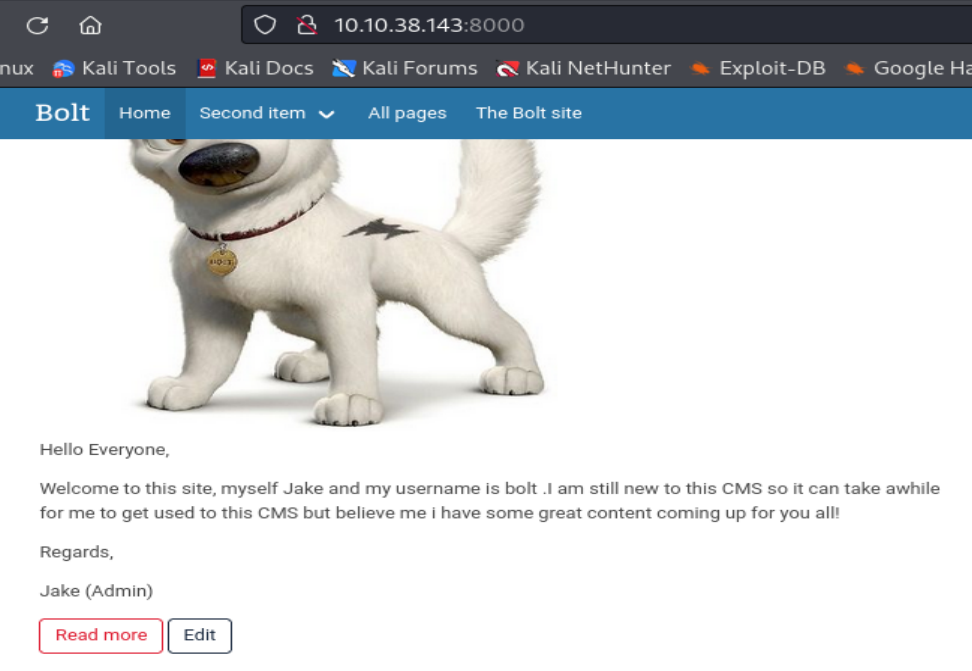 10.10.38.143:8000
nux Kali Tools Kali Docs Kali Forums Kali NetHunter Exploit-DB Google Ha
Bolt Home Second item All pages The Bolt site
Hello Everyone,
Welcome to this site, myself Jake and my username is bolt .I am still new to this CMS so it can take awhile
for me to get used to this CMS but believe me i have some great content coming up for you all!
Regards,
Jake (Admin)
Read more Edit